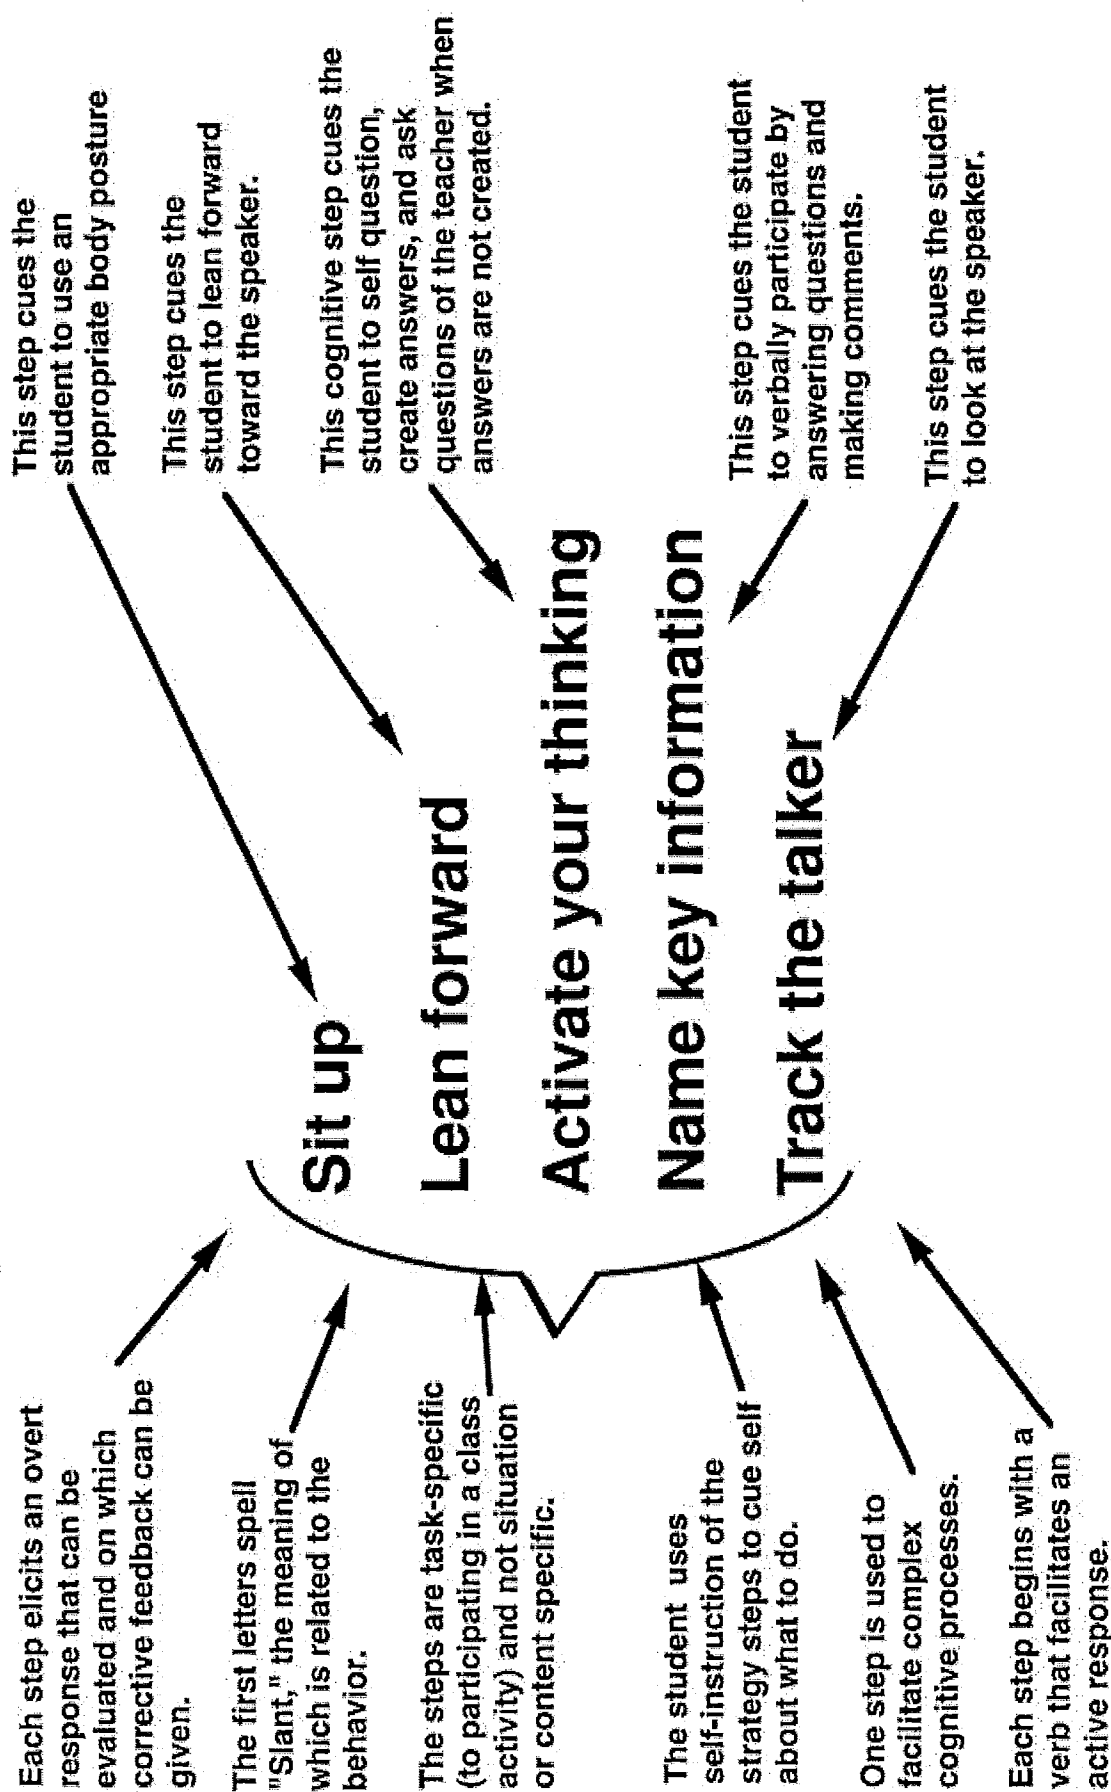 Each step elicits an overt
response that can be
evaluated and on which
corrective feedback can be
given.
The first letters spell
"Slant," the meaning of
which is related to the
behavior.
The steps are task-specific
(to participating in a class
activity) and not situation
or content specific.
The student uses
self-instruction of the
strategy steps to cue self
about what to do.
One step is used to
facilitate complex
cognitive processes.
Each step begins with a
verb that facilitates an
active response.
Sit up
Lean forward
Activate your thinking
Name key information
Track the talker
This step cues the
student to use an
appropriate body posture
This step cues the
student to lean forward
toward the speaker.
This cognitive step cues the
student to self question,
create answers, and ask
questions of the teacher when
answers are not created.
This step cues the student
to verbally participate by
answering questions and
making comments.
This step cues the student
to look at the speaker.